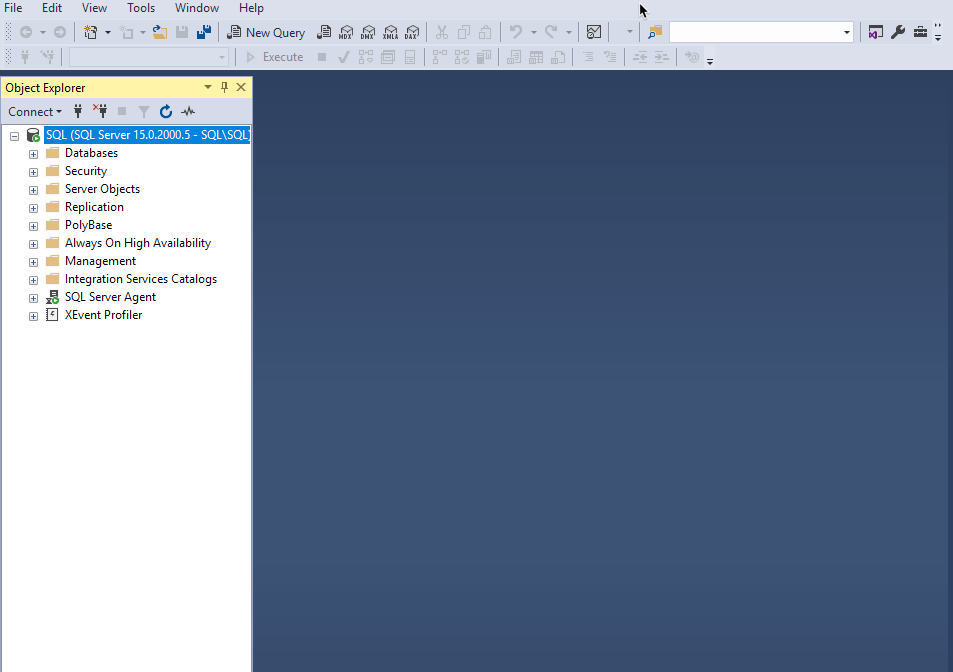 File Edit View Tools Window Help
New Query MDX DMX XMLA DAX
Execute
Object Explorer
Connect
SQL (SQL Server 15.0.2000.5 - SQL\SQL)
Databases
Security
Server Objects
Replication
PolyBase
Always On High Availability
Management
Integration Services Catalogs
SQL Server Agent
XEvent Profiler